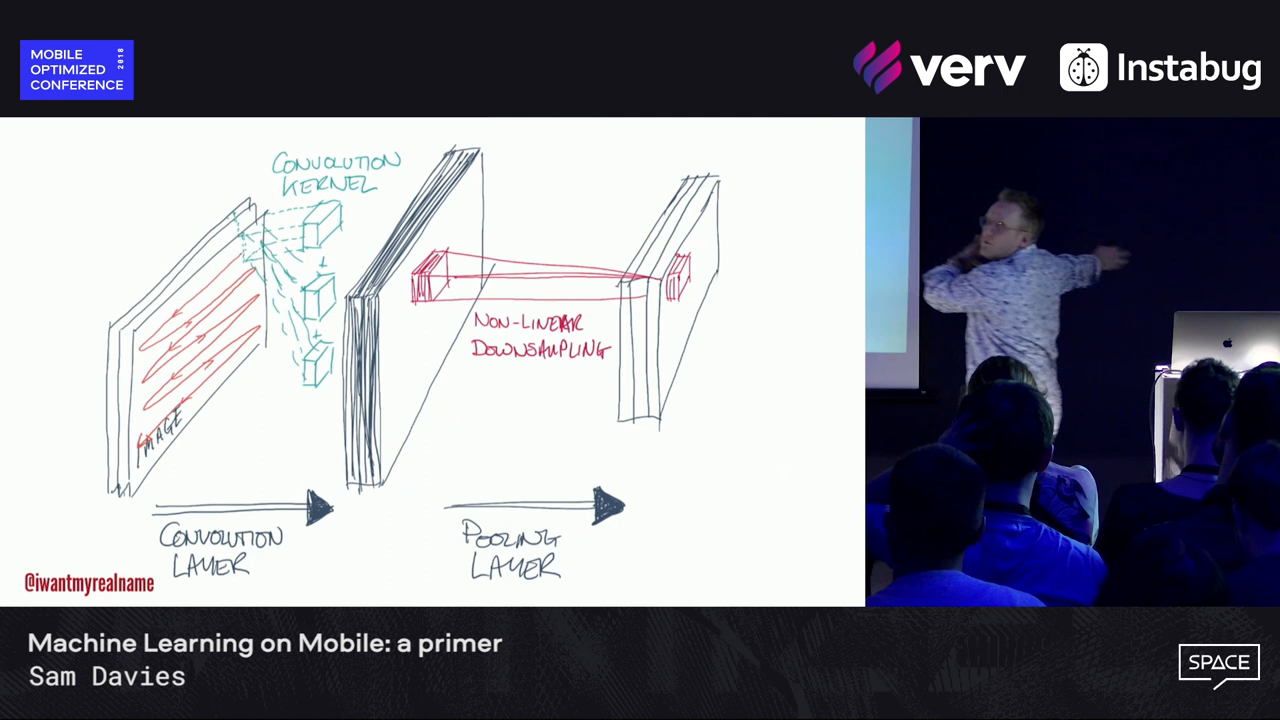 MOBILE
OPTIMIZED
CONFERENCE
2018
verv
Instabug
CONVOLUTION
KERNEL
IMAGE
NON-LINEAR
DOWNSAMPLING
CONVOLUTION
LAYER
POOLING
LAYER
@iwantmyrealname
Machine Learning on Mobile: a primer
Sam Davies
SPACE